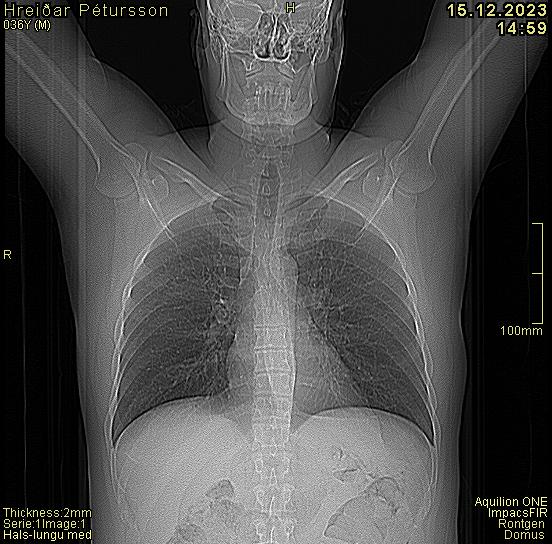 Hreiðar Pétursson
036Y (M)
H
15.12.2023
14:59
R
100mm
Thickness:2mm
Serie:1Image:1
Hals-lungu med
Aquilion ONE
ImpacsFIR
Rontgen
Domus